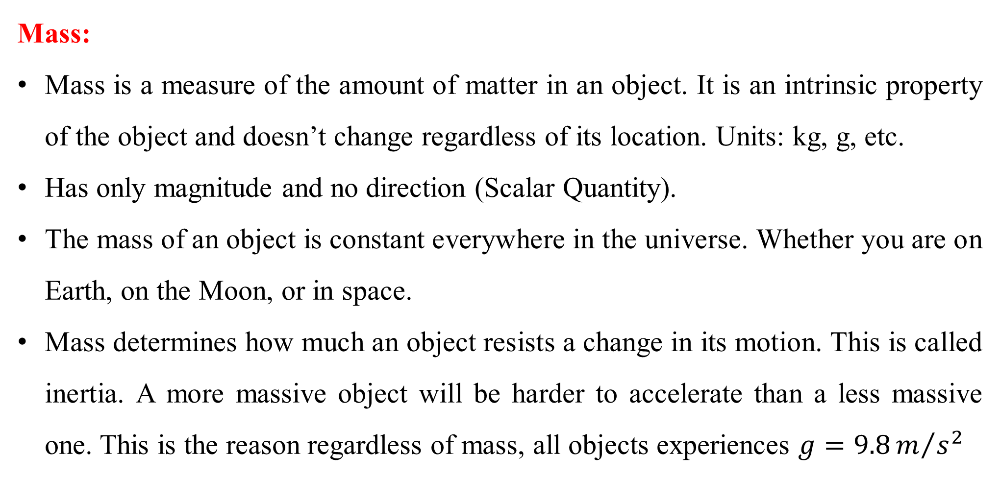 Mass:
• Mass is a measure of the amount of matter in an object. It is an intrinsic property
of the object and doesn’t change regardless of its location. Units: kg, g, etc.
• Has only magnitude and no direction (Scalar Quantity).
• The mass of an object is constant everywhere in the universe. Whether you are on
Earth, on the Moon, or in space.
• Mass determines how much an object resists a change in its motion. This is called
inertia. A more massive object will be harder to accelerate than a less massive
one. This is the reason regardless of mass, all objects experiences g = 9.8 m/s²